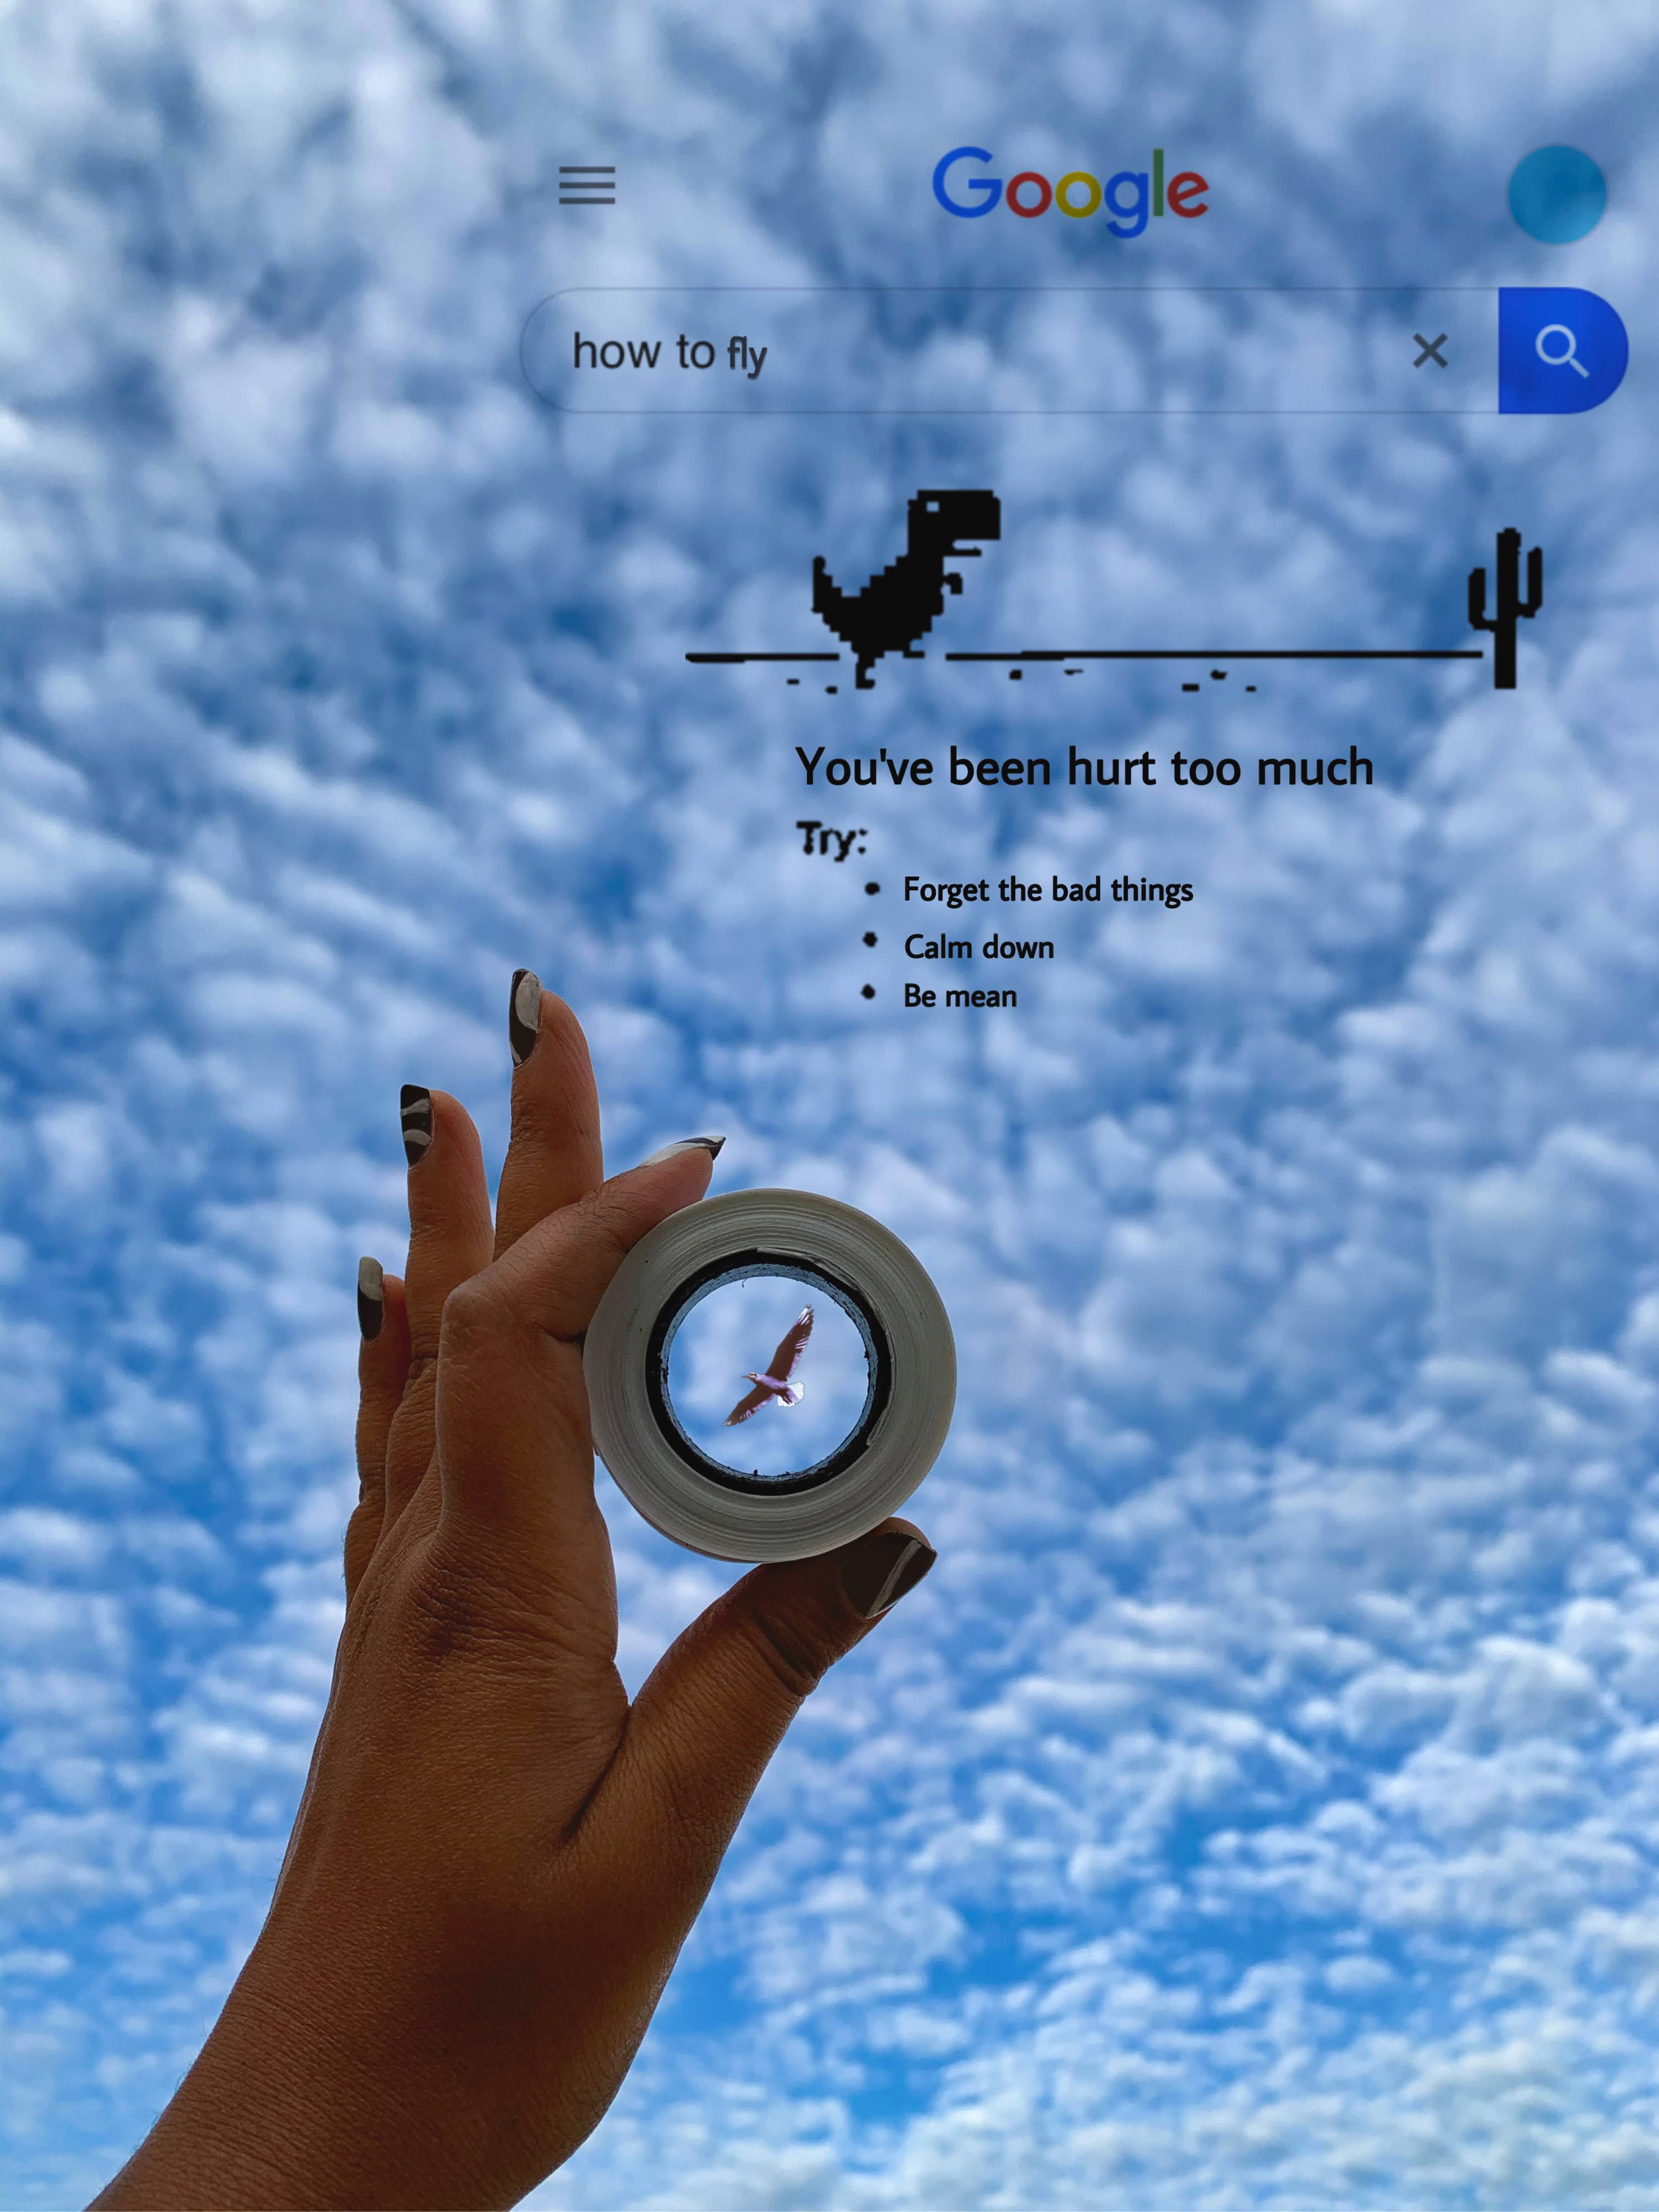 Google
how to fly
You've been hurt too much
Try:
Forget the bad things
Calm down
Be mean